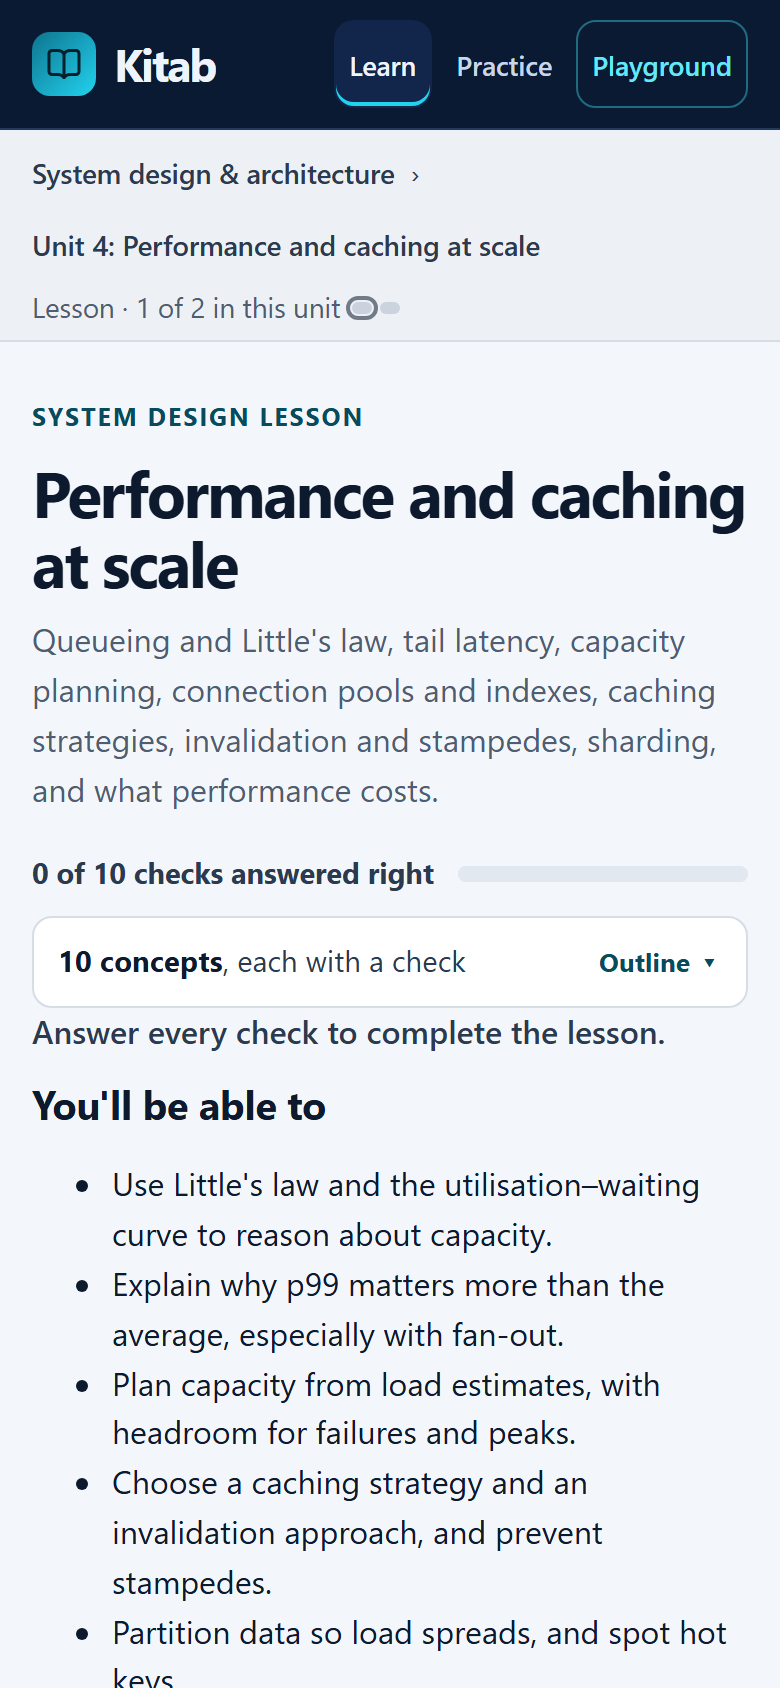 Kitab
Learn
Practice
Playground
System design & architecture ›
Unit 4: Performance and caching at scale
Lesson · 1 of 2 in this unit
SYSTEM DESIGN LESSON
Performance and caching
at scale
Queueing and Little's law, tail latency, capacity
planning, connection pools and indexes, caching
strategies, invalidation and stampedes, sharding,
and what performance costs.
0 of 10 checks answered right
10 concepts, each with a check
Outline ▼
Answer every check to complete the lesson.
You'll be able to
• Use Little's law and the utilisation–waiting
curve to reason about capacity.
• Explain why p99 matters more than the
average, especially with fan-out.
• Plan capacity from load estimates, with
headroom for failures and peaks.
• Choose a caching strategy and an
invalidation approach, and prevent
stampedes.
• Partition data so load spreads, and spot hot
keys.